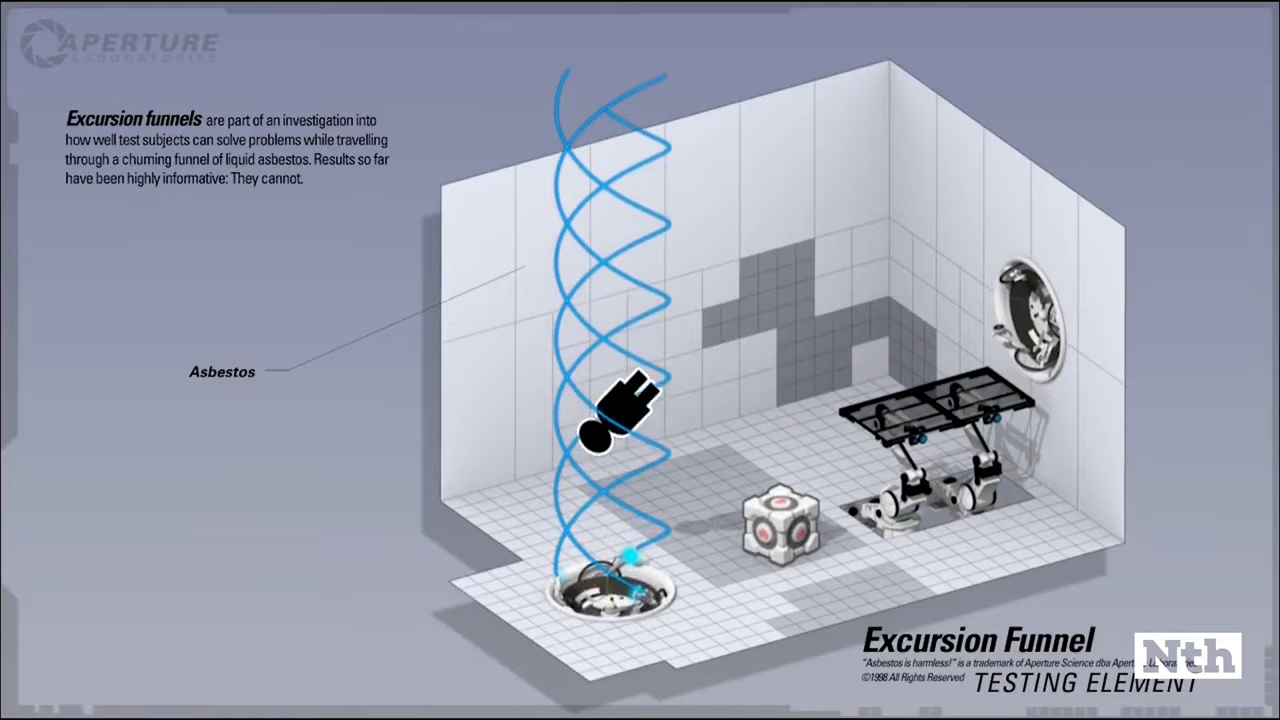 APERTURE
LABORATORIES
Excursion funnels are part of an investigation into
how well test subjects can solve problems while travelling
through a churning funnel of liquid asbestos. Results so far
have been highly informative: They cannot.
Asbestos
Excursion Funnel
"Asbestos is harmless!" is a trademark of Aperture Science dba
©1998 All Rights Reserved
TESTING ELEMENT
Nth